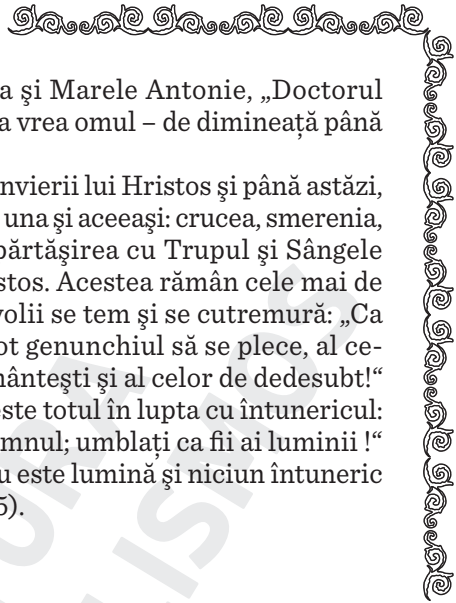 a şi Marele Antonie, „Doctorul
a vrea omul – de dimineaţă până
nvierii lui Hristos şi până astăzi,
una şi aceeaşi: crucea, smerenia,
părtăşirea cu Trupul şi Sângele
stos. Acestea rămân cele mai de
volii se tem şi se cutremură: „Ca
ot genunchiul să se plece, al ce-
mânteşti şi al celor de dedesubt!“
este totul în lupta cu întunericul:
mnul; umblaţi ca fii ai luminii !“
u este lumină şi niciun întuneric
5).
URA
LISMOS